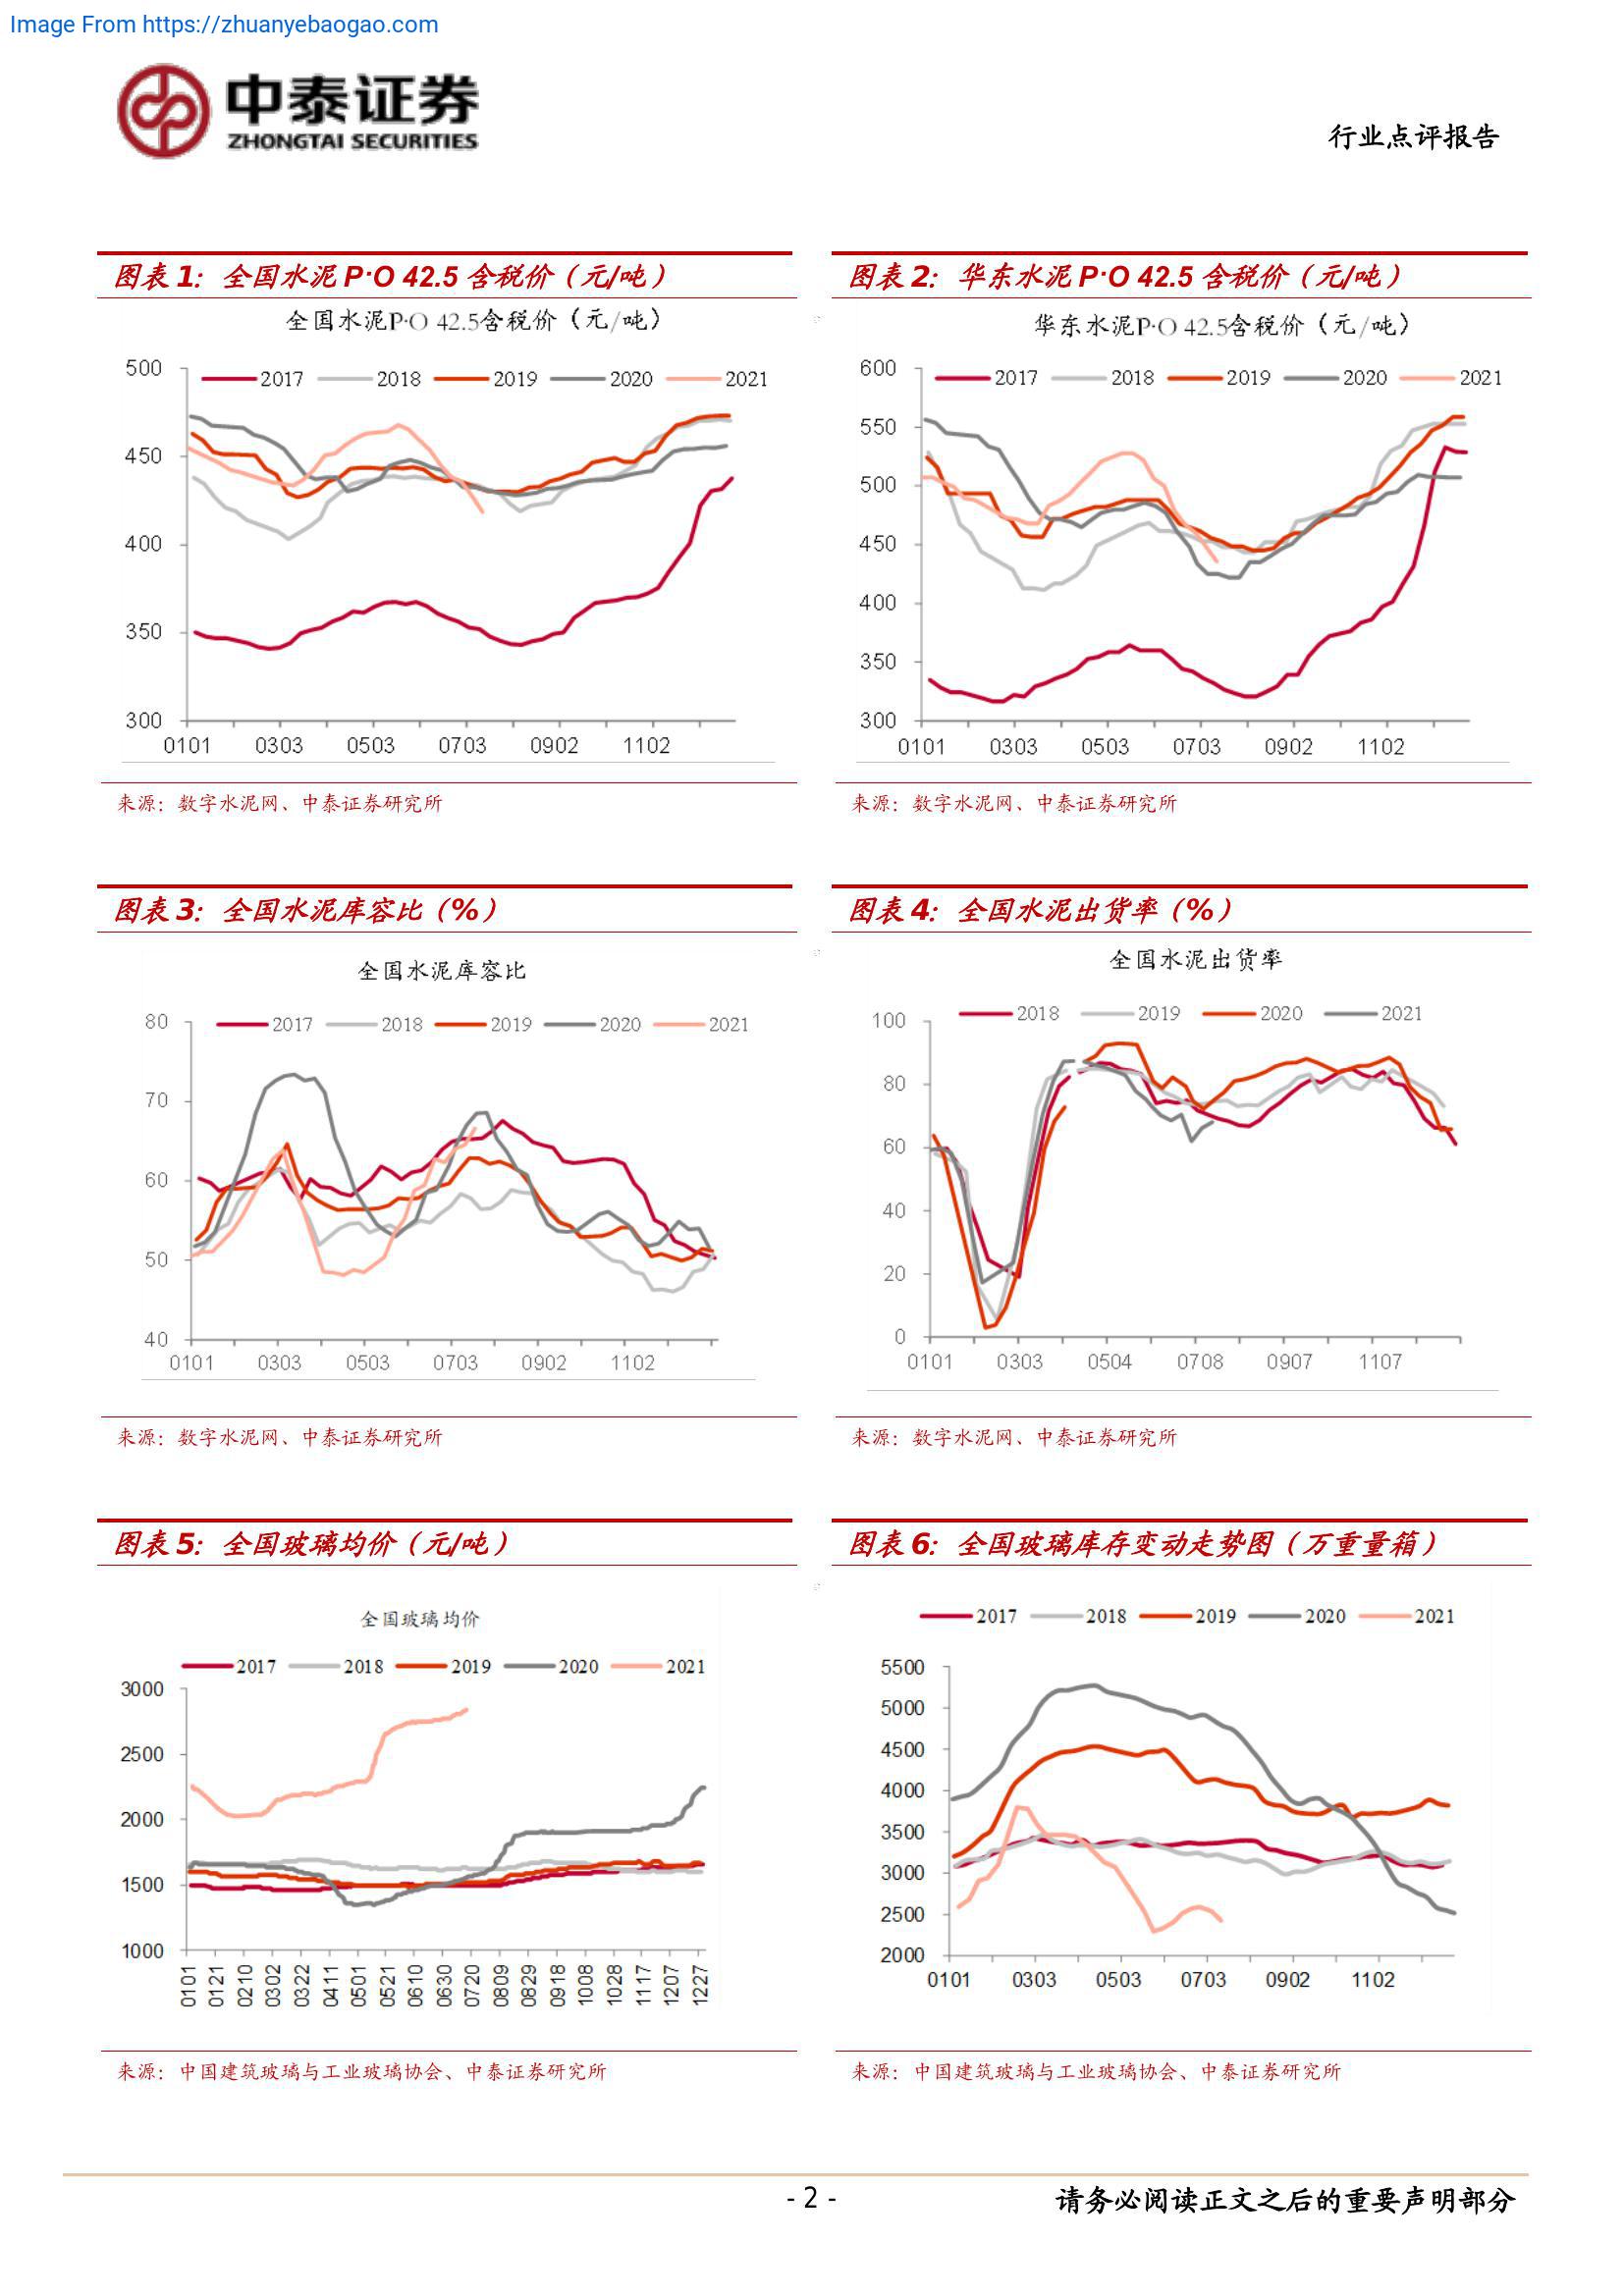 Image From https://zhuanyebaogao.com
中泰证券
ZHONGTAI SECURITIES
行业点评报告
图表 1：全国水泥 P·O 42.5 含税价（元/吨）
全国水泥P·O 42.5含税价（元/吨）
2017 2018 2019 2020 2021
500
450
400
350
300
0101 0303 0503 0703 0902 1102
来源：数字水泥网、中泰证券研究所
图表 2：华东水泥 P·O 42.5 含税价（元/吨）
华东水泥P·O 42.5含税价（元/吨）
2017 2018 2019 2020 2021
600
550
500
450
400
350
300
0101 0303 0503 0703 0902 1102
来源：数字水泥网、中泰证券研究所
图表 3：全国水泥库容比（%）
全国水泥库容比
2017 2018 2019 2020 2021
80
70
60
50
40
0101 0303 0503 0703 0902 1102
来源：数字水泥网、中泰证券研究所
图表 4：全国水泥出货率（%）
全国水泥出货率
2018 2019 2020 2021
100
80
60
40
20
0
0101 0303 0504 0708 0907 1107
来源：数字水泥网、中泰证券研究所
图表 5：全国玻璃均价（元/吨）
全国玻璃均价
2017 2018 2019 2020 2021
3000
2500
2000
1500
1000
0101 0121 0210 0302 0322 0411 0501 0521 0610 0630 0720 0809 0829 0918 1008 1028 1117 1207 1227
来源：中国建筑玻璃与工业玻璃协会、中泰证券研究所
图表 6：全国玻璃库存变动走势图（万重量箱）
2017 2018 2019 2020 2021
5500
5000
4500
4000
3500
3000
2500
2000
0101 0303 0503 0703 0902 1102
来源：中国建筑玻璃与工业玻璃协会、中泰证券研究所
- 2 -
请务必阅读正文之后的重要声明部分